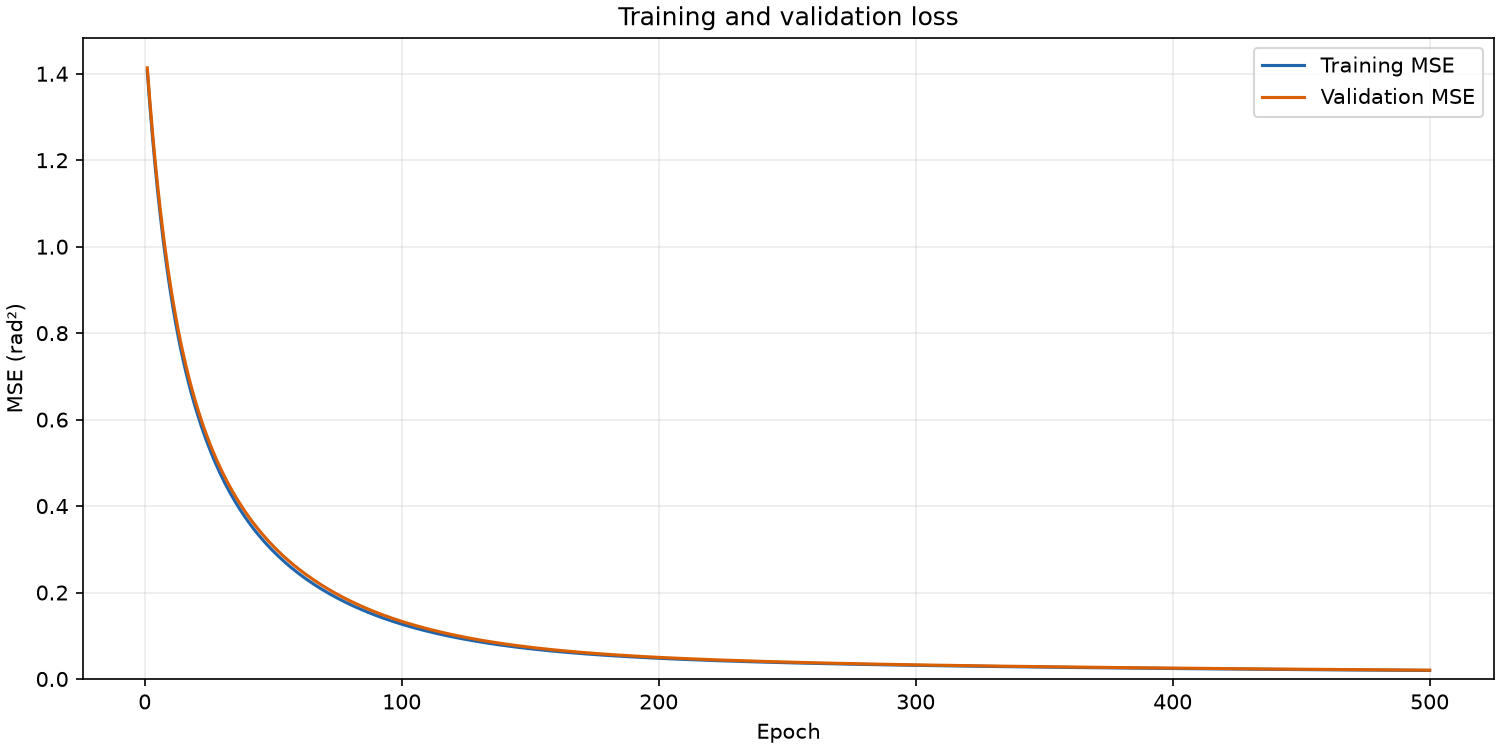 Training and validation loss
Training MSE
Validation MSE
MSE (rad²)
1.4
1.2
1.0
0.8
0.6
0.4
0.2
0.0
0 100 200 300 400 500
Epoch